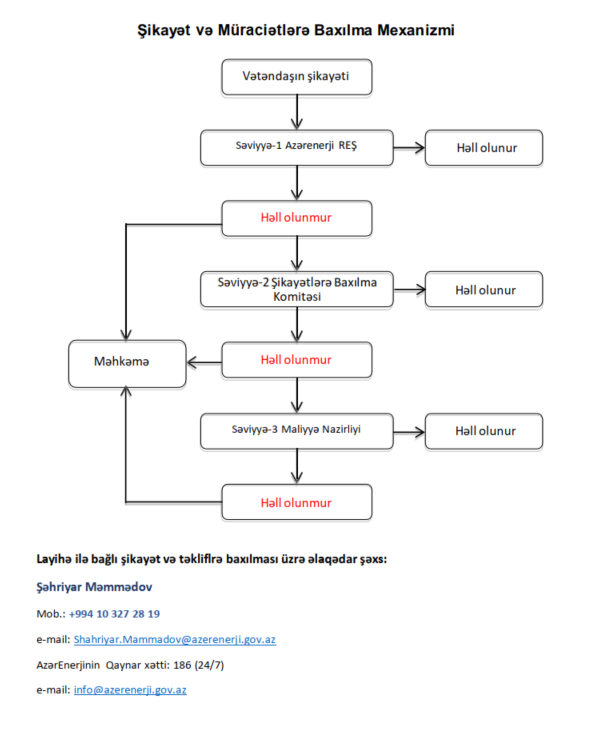 Şikayət və Müraciətlərə Baxılma Mexanizmi
Vətəndaşın şikayəti
Səviyyə-1 Azərenerji REŞ
Həll olunur
Həll olunmur
Səviyyə-2 Şikayətlərə Baxılma
Komitəsi
Həll olunur
Məhkəmə
Həll olunmur
Səviyyə-3 Maliyyə Nazirliyi
Həll olunur
Həll olunmur
Layihə ilə bağlı şikayət və təkliflrə baxılması üzrə əlaqədar şəxs:
Şəhriyar Məmmədov
Mob.: +994 10 327 28 19
e-mail: Shahriyar.Mammadov@azerenerji.gov.az
AzərEnerjinin Qaynar xətti: 186 (24/7)
e-mail: info@azerenerji.gov.az